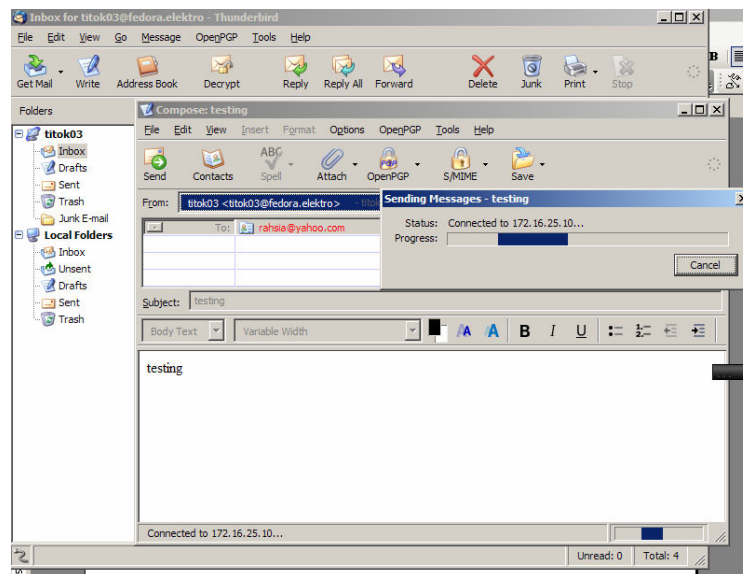 Inbox for titok03@fedora.elektro - Thunderbird
File Edit View Go Message OpenPGP Tools Help
Get Mail Write Address Book Decrypt Reply Reply All Forward Delete Junk Print Stop
Folders
titok03
Inbox
Drafts
Sent
Trash
Junk E-mail
Local Folders
Inbox
Unsent
Drafts
Sent
Trash
Compose: testing
File Edit View Insert Format Options OpenPGP Tools Help
Send Contacts Spell Attach OpenPGP S/MIME Save
From: titok03 <titok03@fedora.elektro> - titok
To: rahsia@yahoo.com
Subject: testing
Body Text Variable Width
B I U
testing
Connected to 172.16.25.10...
Sending Messages - testing
Status: Connected to 172.16.25.10...
Progress:
Cancel
Unread: 0 Total: 4